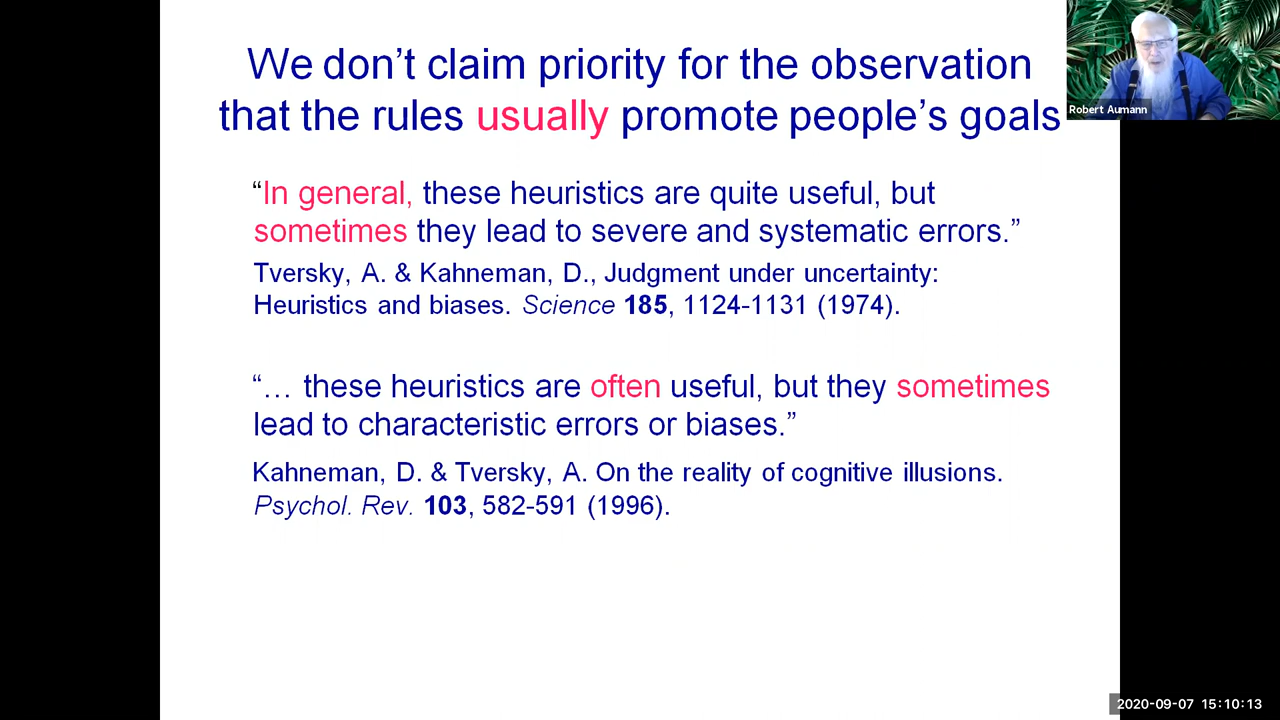 We don’t claim priority for the observation
that the rules usually promote people’s goals
Robert Aumann
“In general, these heuristics are quite useful, but
sometimes they lead to severe and systematic errors.”
Tversky, A. & Kahneman, D., Judgment under uncertainty:
Heuristics and biases. Science 185, 1124-1131 (1974).
“… these heuristics are often useful, but they sometimes
lead to characteristic errors or biases.”
Kahneman, D. & Tversky, A. On the reality of cognitive illusions.
Psychol. Rev. 103, 582-591 (1996).
2020-09-07 15:10:13